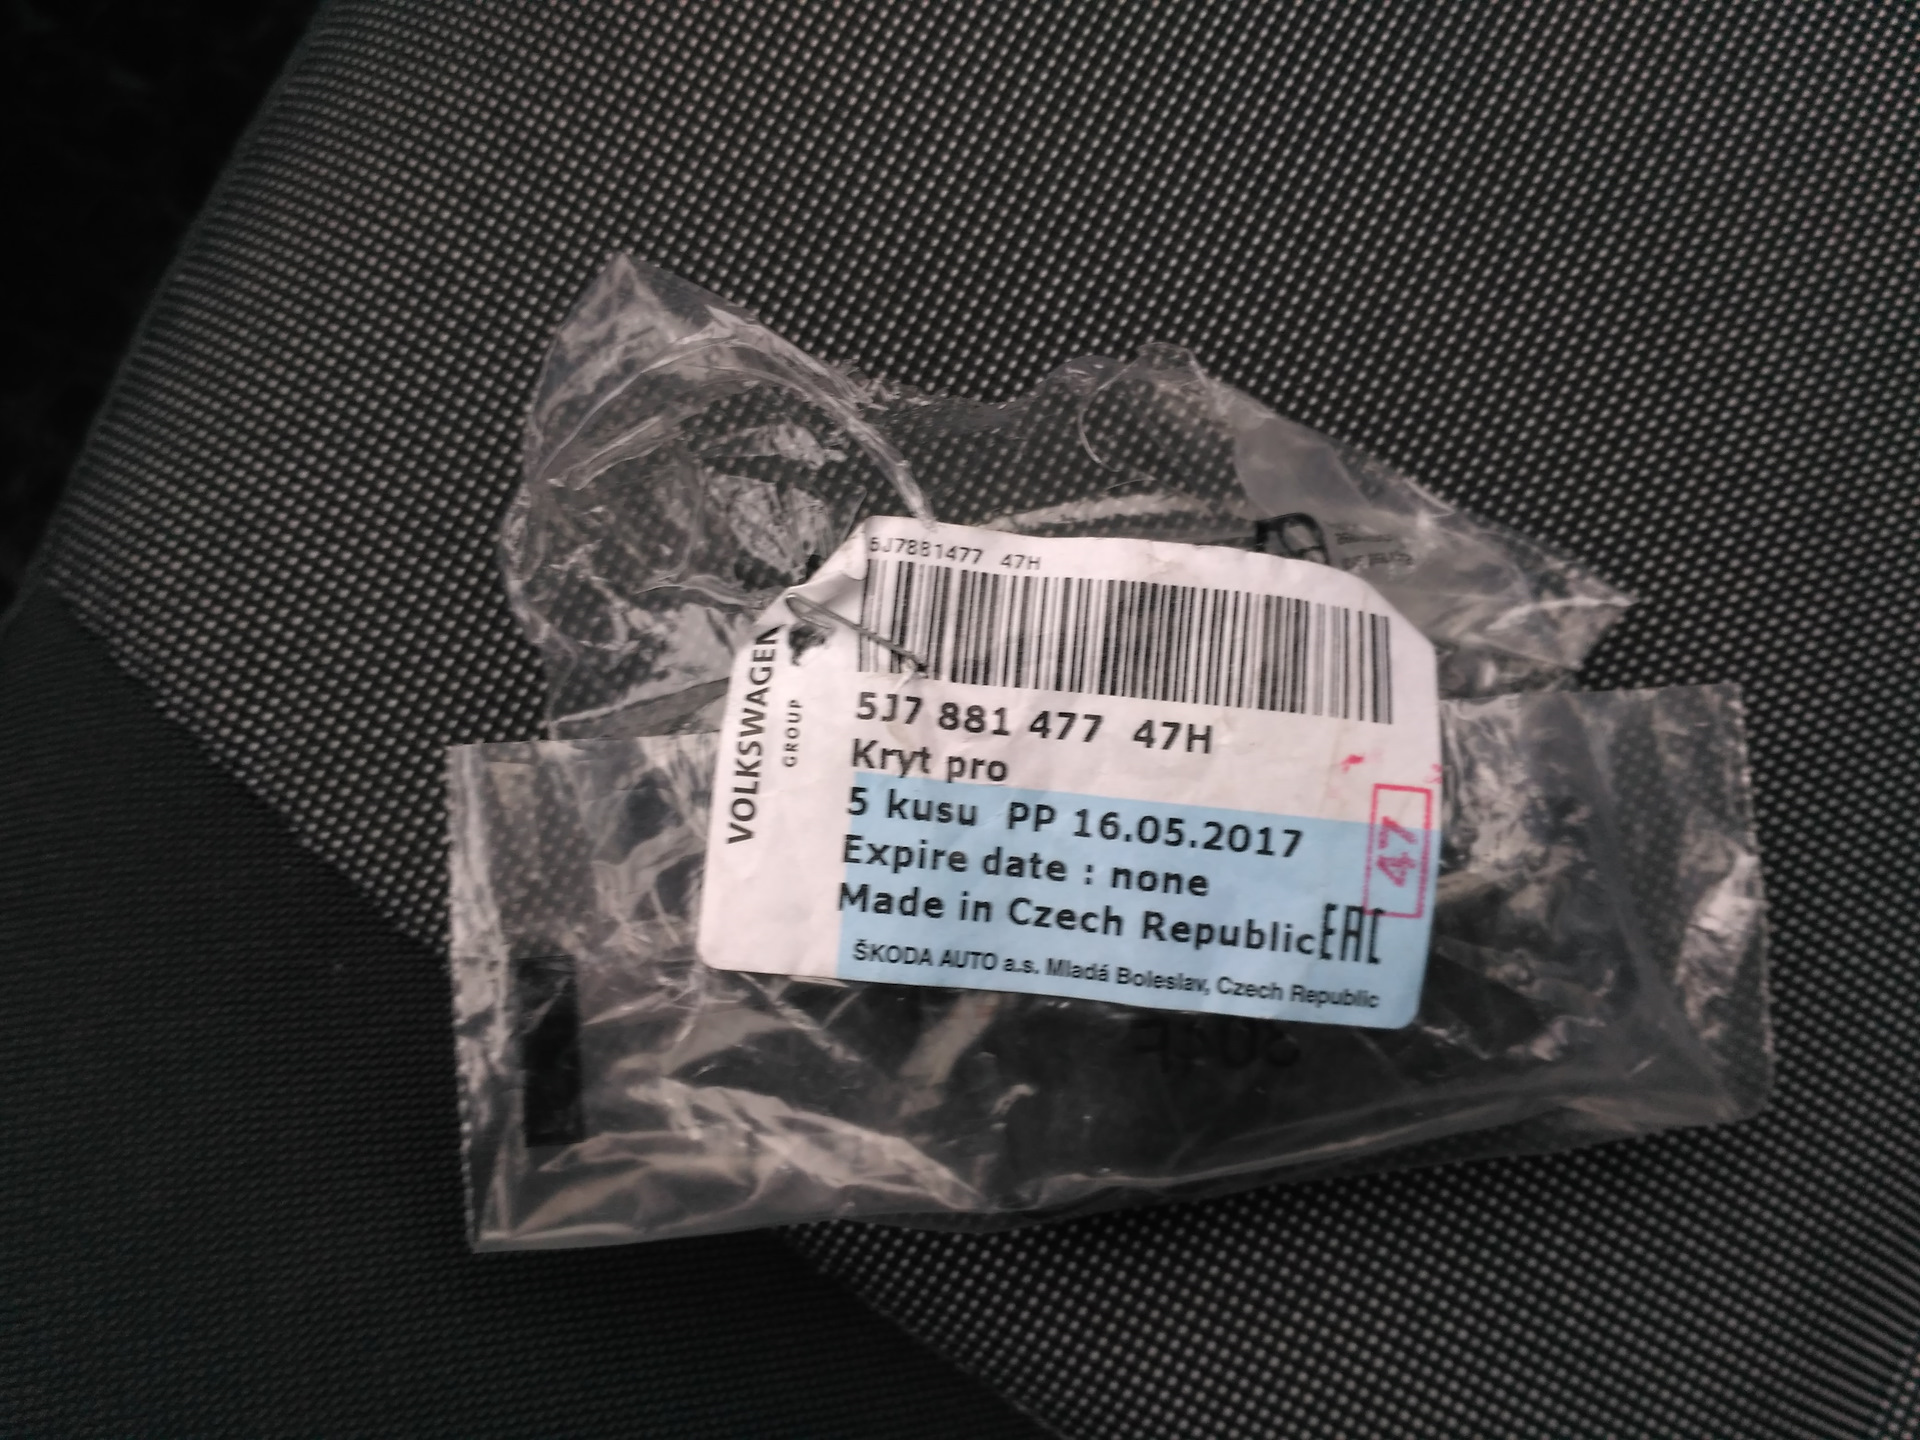 5J7881477 47H
VOLKSWAGEN
GROUP
5J7 881 477 47H
Kryt pro
5 kusu PP 16.05.2017
Expire date : none
Made in Czech Republic EAC
47
ŠKODA AUTO a.s. Mladá Boleslav, Czech Republic